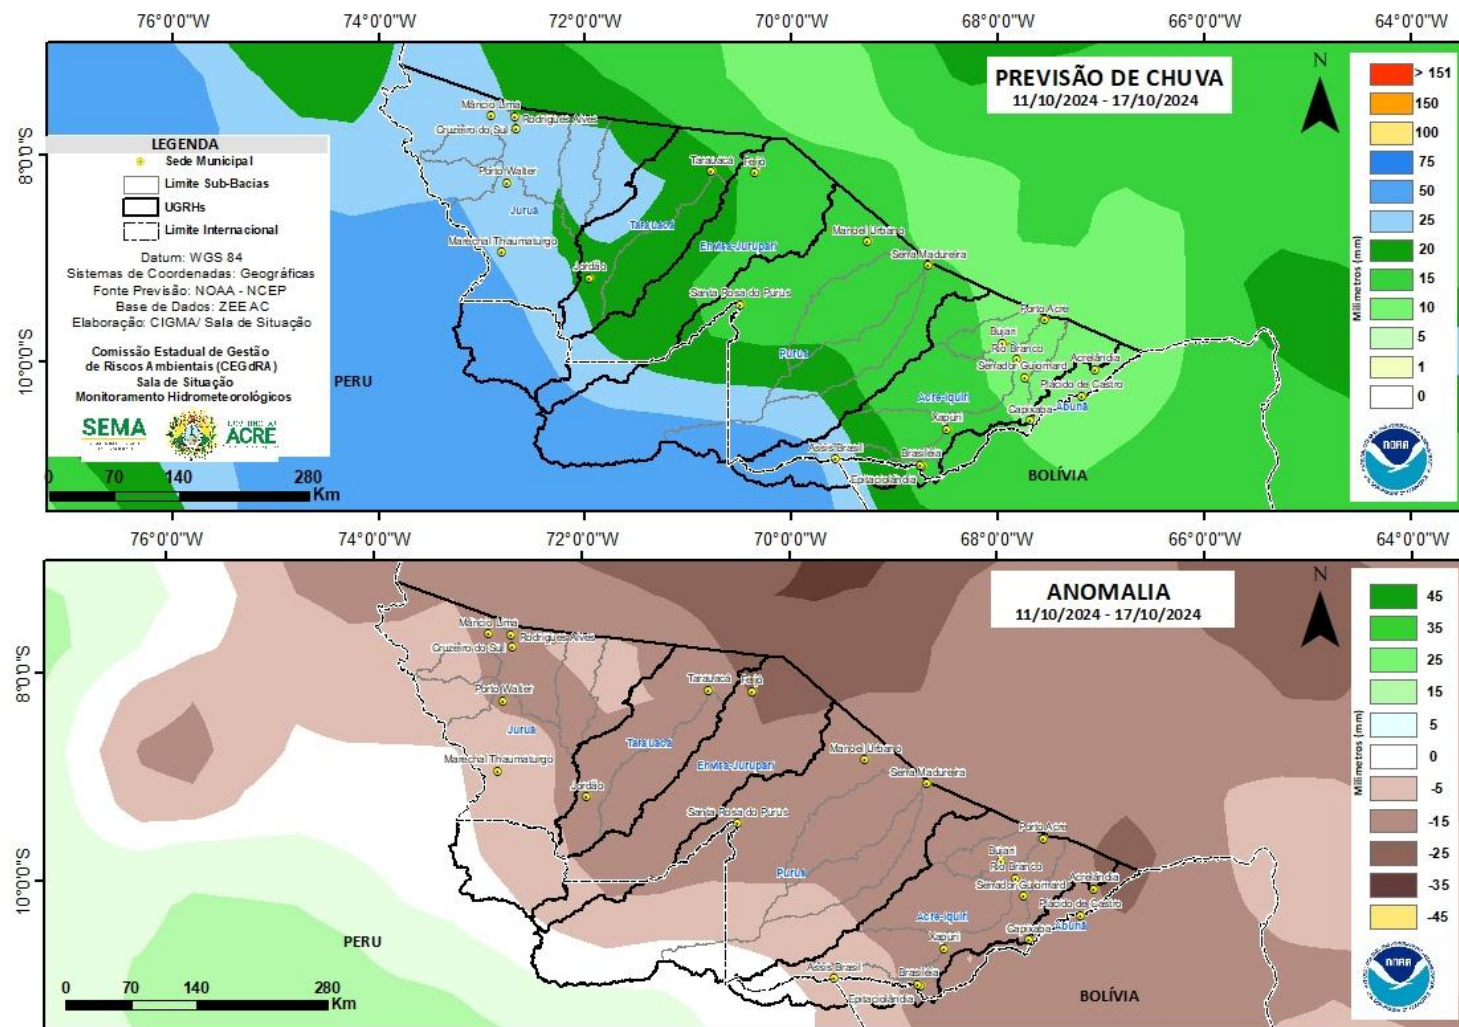 76°0'0"W 74°0'0"W 72°0'0"W 70°0'0"W 68°0'0"W 66°0'0"W 64°0'0"W
PREVISÃO DE CHUVA
11/10/2024 - 17/10/2024
N
> 151
150
100
75
50
25
20
15
10
5
1
0
Milímetros (mm)
8°0'0"S
10°0'0"S
LEGENDA
Sede Municipal
Limite Sub-Bacias
UGRHs
Limite Internacional
Datum: WGS 84
Sistemas de Coordenadas: Geográficas
Fonte Previsão: NOAA - NCEP
Base de Dados: ZEE AC
Elaboração: CIGMA/ Sala de Situação
Comissão Estadual de Gestão
de Riscos Ambientais (CEGdRA)
Sala de Situação
Monitoramento Hidrometeorológicos
SEMA
ACRE
0 70 140 280
Km
Mâncio Lima
Rodrigues Alves
Cruzeiro do Sul
Porto Walter
Juruá
Marechal Thaumaturgo
Tarauacá
Feijó
Tarauacá
Jordão
Envira-Jurupari
Manoel Urbano
Sena Madureira
Santa Rosa do Purus
Purus
Porto Acre
Bujari
Rio Branco
Senador Guiomard
Acrelândia
Plácido de Castro
Acre-Iquiri
Abunã
Capixaba
Xapuri
Assis Brasil
Brasiléia
Epitaciolândia
PERU
BOLÍVIA
NOAA
76°0'0"W 74°0'0"W 72°0'0"W 70°0'0"W 68°0'0"W 66°0'0"W 64°0'0"W
ANOMALIA
11/10/2024 - 17/10/2024
N
45
35
25
15
5
0
-5
-15
-25
-35
-45
Milímetros (mm)
8°0'0"S
10°0'0"S
Mâncio Lima
Rodrigues Alves
Cruzeiro do Sul
Porto Walter
Juruá
Marechal Thaumaturgo
Tarauacá
Feijó
Tarauacá
Jordão
Envira-Jurupari
Manoel Urbano
Sena Madureira
Santa Rosa do Purus
Purus
Porto Acre
Bujari
Rio Branco
Senador Guiomard
Acrelândia
Plácido de Castro
Acre-Iquiri
Abunã
Capixaba
Xapuri
Assis Brasil
Brasiléia
Epitaciolândia
PERU
BOLÍVIA
0 70 140 280
Km
NOAA